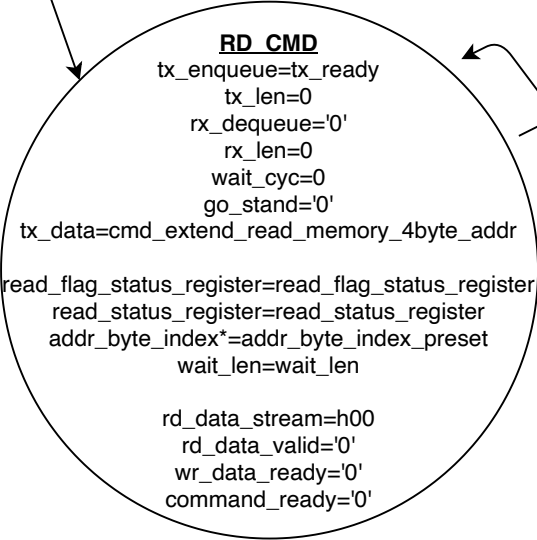 RD_CMD
tx_enqueue=tx_ready
tx_len=0
rx_dequeue='0'
rx_len=0
wait_cyc=0
go_stand='0'
tx_data=cmd_extend_read_memory_4byte_addr
read_flag_status_register=read_flag_status_register
read_status_register=read_status_register
addr_byte_index*=addr_byte_index_preset
wait_len=wait_len
rd_data_stream=h00
rd_data_valid='0'
wr_data_ready='0'
command_ready='0'